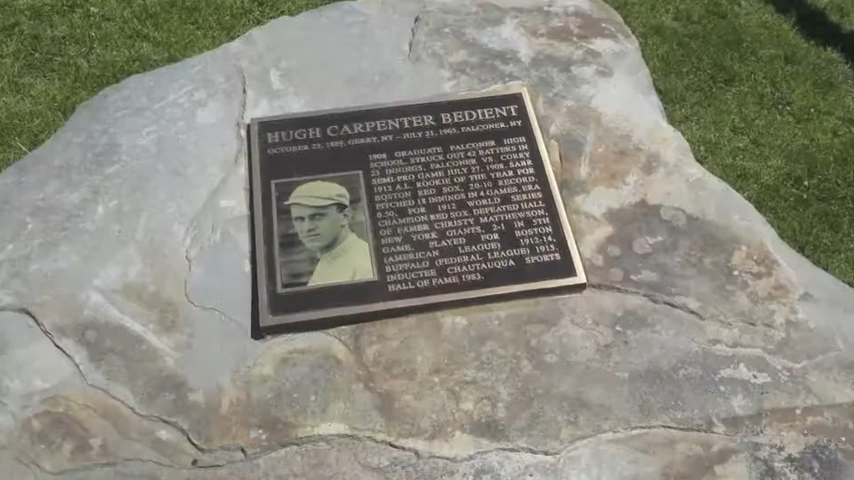 HUGH CARPENTER BEDIENT
OCTOBER 23, 1889, GERRY, NY — JULY 21, 1965, FALCONER, NY
1908 GRADUATE FALCONER HIGH
SCHOOL. STRUCK OUT 42 BATTERS IN
23 INNINGS, FALCONER VS. CORRY
SEMI-PRO GAME JULY 27, 1908.
1912 A.L. ROOKIE OF THE YEAR FOR
BOSTON RED SOX, 20-10 RECORD.
PITCHED 18 INNINGS IN 4 GAMES, ERA
0.50, FOR 1912 WORLD SERIES
CHAMPION RED SOX. DEFEATED HALL
OF FAMER CHRISTY MATHEWSON,
NEW YORK GIANTS, 2-1 IN 5TH
GAME. PLAYED FOR BOSTON
(AMERICAN LEAGUE) 1912-14,
BUFFALO (FEDERAL LEAGUE) 1915.
INDUCTEE CHAUTAUQUA SPORTS
HALL OF FAME 1983.